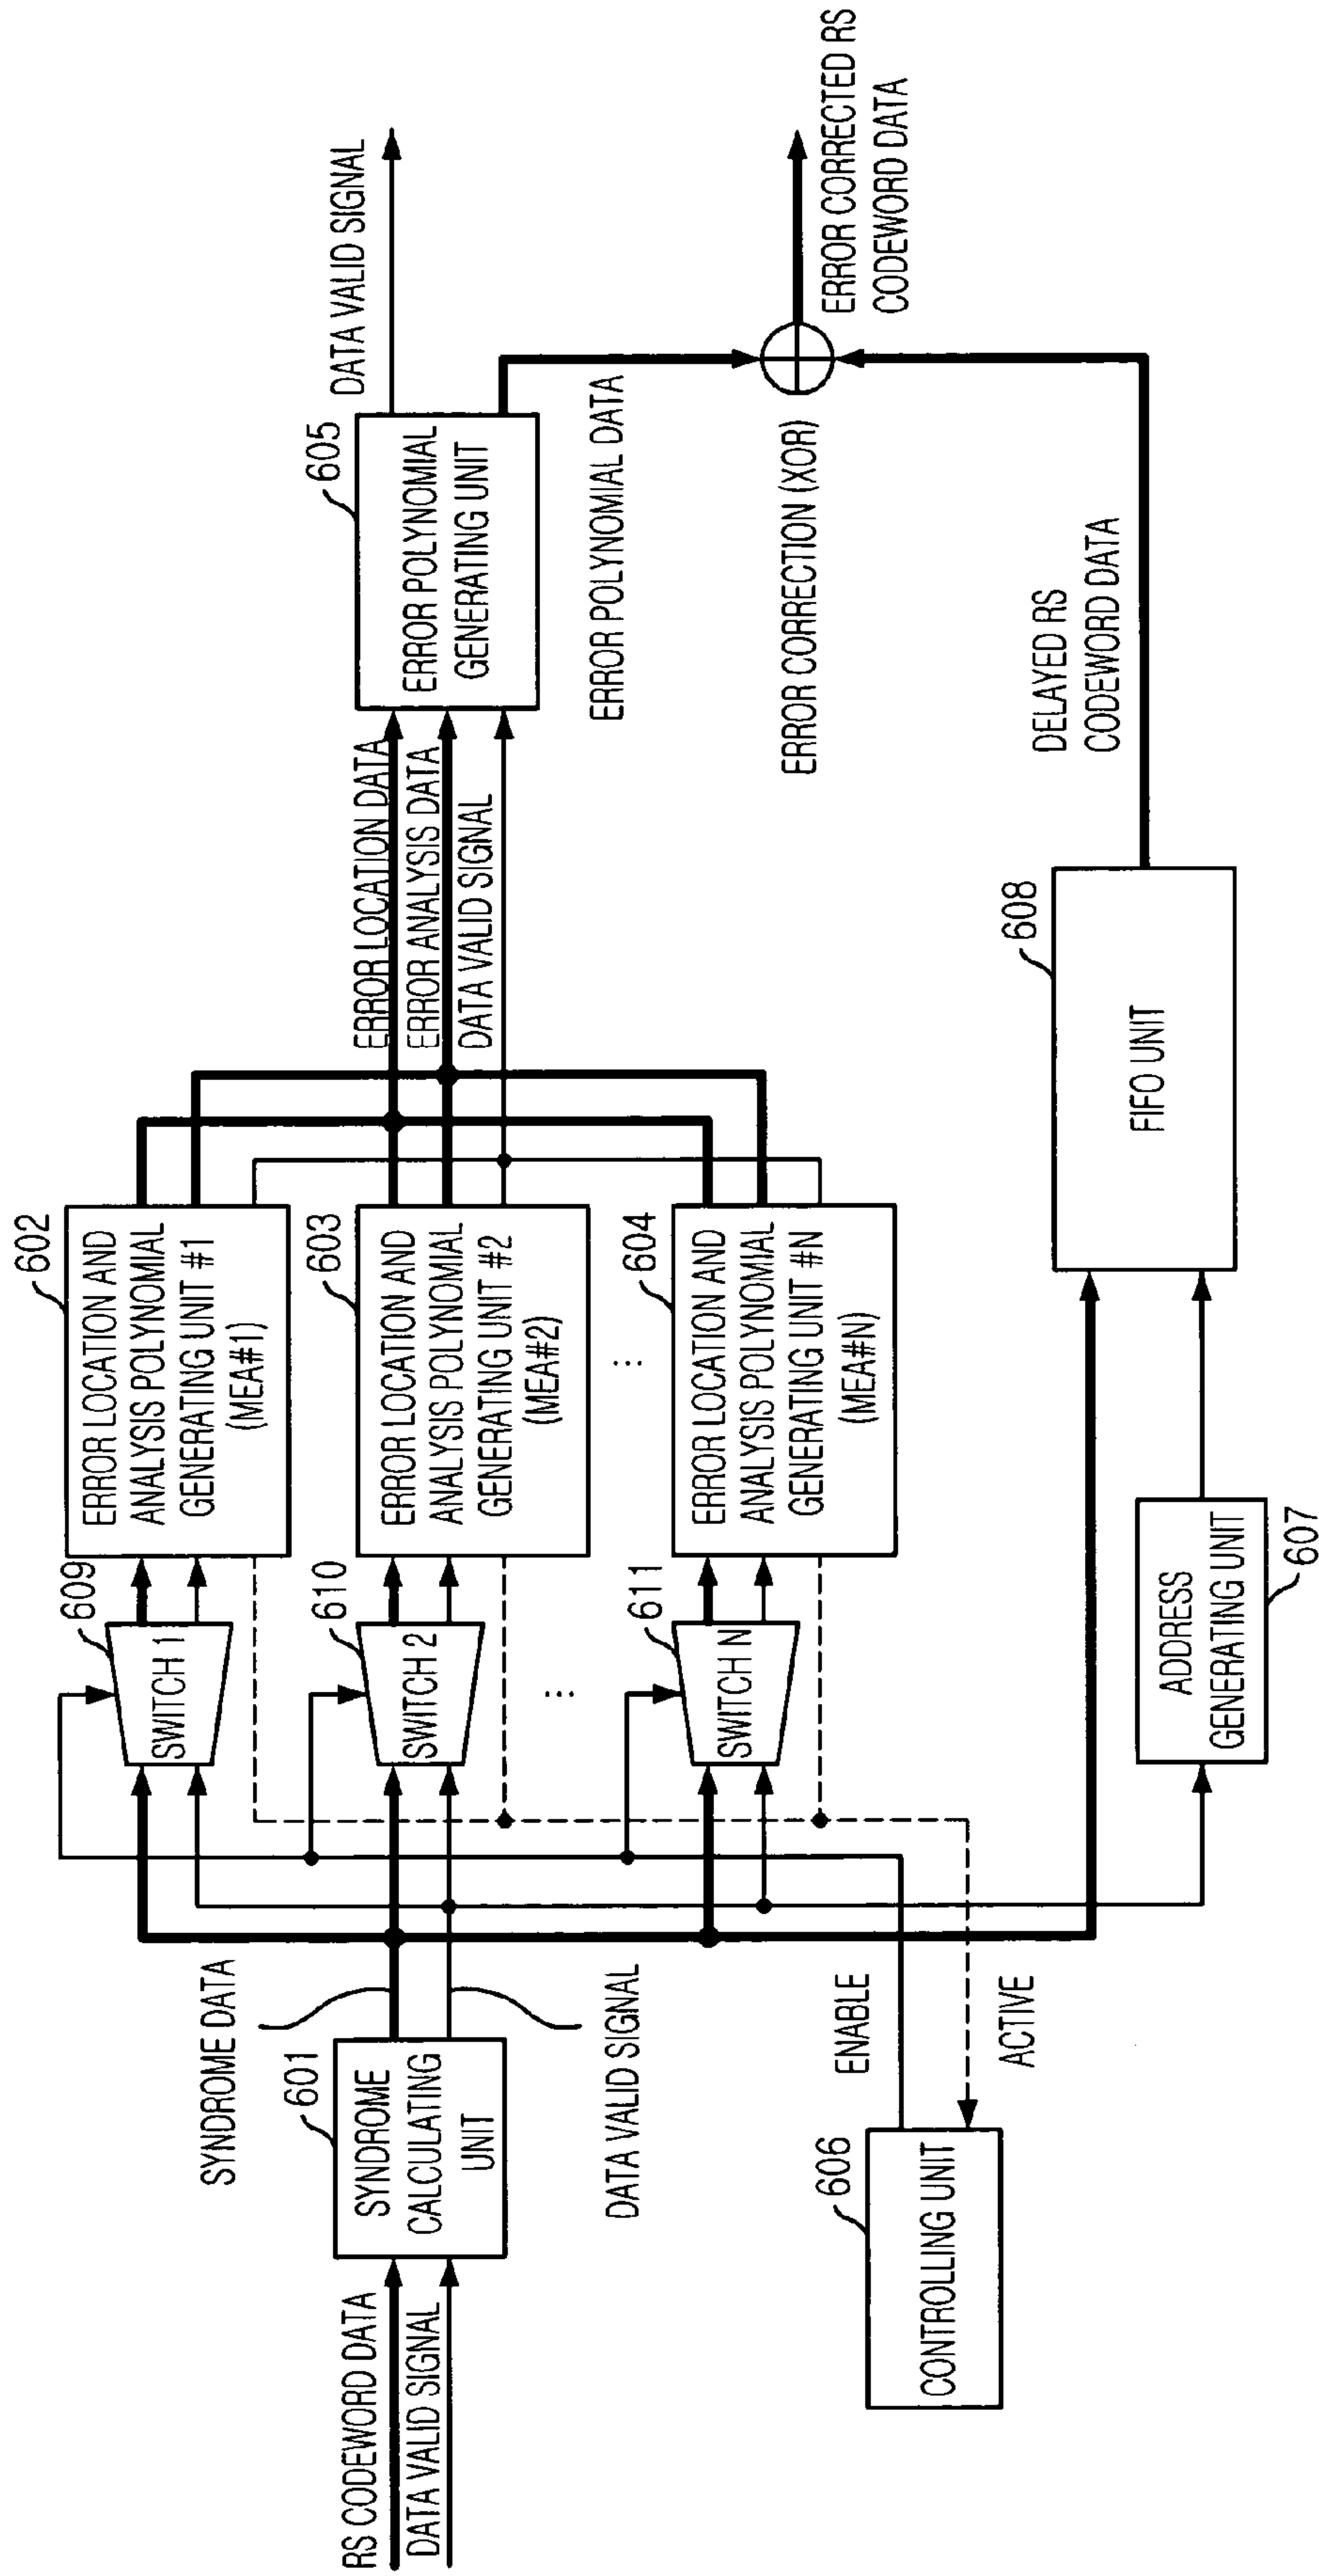 RS CODEWORD DATA
DATA VALID SIGNAL
601
SYNDROME
CALCULATING
UNIT
SYNDROME DATA
DATA VALID SIGNAL
606
CONTROLLING UNIT
ENABLE
ACTIVE
609
SWITCH 1
610
SWITCH 2
...
611
SWITCH N
602
ERROR LOCATION AND
ANALYSIS POLYNOMIAL
GENERATING UNIT #1
(MEA#1)
603
ERROR LOCATION AND
ANALYSIS POLYNOMIAL
GENERATING UNIT #2
(MEA#2)
...
604
ERROR LOCATION AND
ANALYSIS POLYNOMIAL
GENERATING UNIT #N
(MEA#N)
ADDRESS
GENERATING UNIT
607
608
FIFO UNIT
ERROR LOCATION DATA
ERROR ANALYSIS DATA
DATA VALID SIGNAL
605
ERROR POLYNOMIAL
GENERATING UNIT
DATA VALID SIGNAL
ERROR POLYNOMIAL DATA
ERROR CORRECTION (XOR)
DELAYED RS
CODEWORD DATA
ERROR CORRECTED RS
CODEWORD DATA